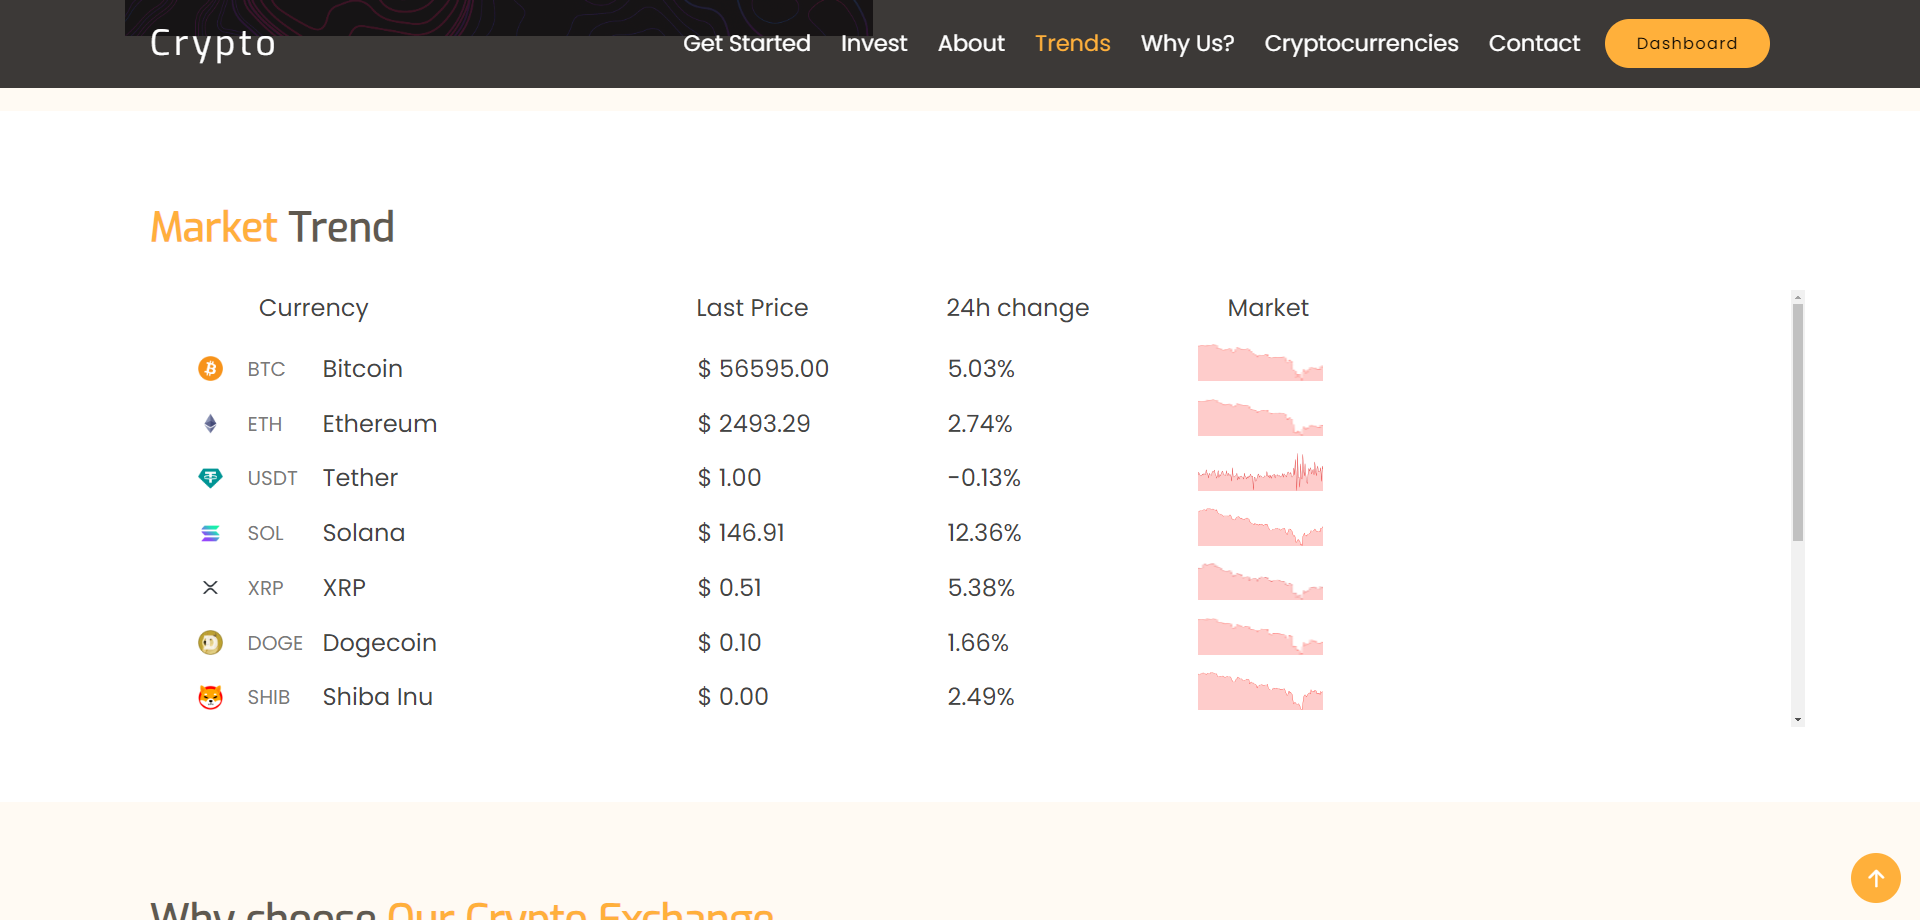 Crypto Get Started Invest About Trends Why Us? Cryptocurrencies Contact Dashboard
Market Trend
Currency Last Price 24h change Market
BTC Bitcoin $ 56595.00 5.03%
ETH Ethereum $ 2493.29 2.74%
USDT Tether $ 1.00 -0.13%
SOL Solana $ 146.91 12.36%
XRP XRP $ 0.51 5.38%
DOGE Dogecoin $ 0.10 1.66%
SHIB Shiba Inu $ 0.00 2.49%
Why choose Our Crypto Exchange